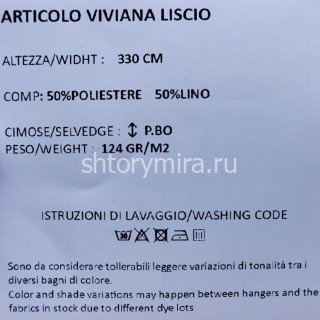 ARTICOLO VIVIANA LISCIO
ALTEZZA/WIDHT : 330 CM
COMP: 50%POLIESTERE 50%LINO
CIMOSE/SELVEDGE : ↕ P.BO
PESO/WEIGHT : 124 GR/M2
shtorymira.ru
ISTRUZIONI DI LAVAGGIO/WASHING CODE
30
Sono da considerare tollerabili leggere variazioni di tonalità tra i
diversi bagni di colore.
Color and shade variations may happen between hangers and the
fabrics in stock due to different dye lots